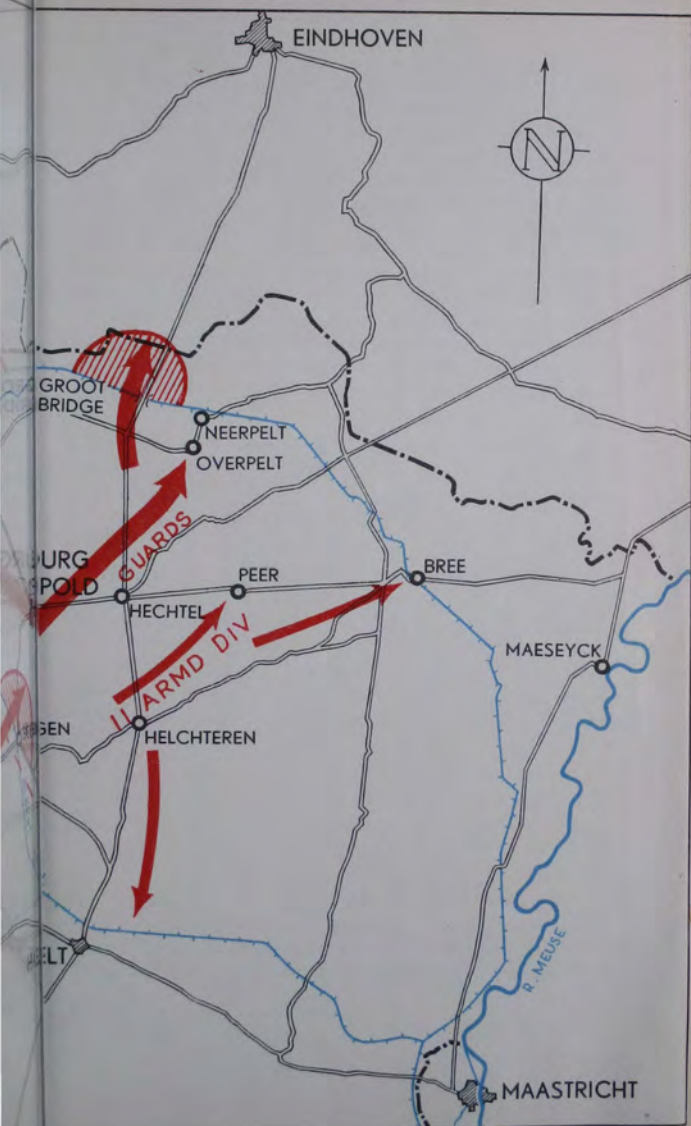 EINDHOVEN
N
GROOT
BRIDGE
NEERPELT
OVERPELT
GUARDS
BURG
POLD
PEER
BREE
HECHTEL
MAESEYCK
11 ARMD DIV
GEN
HELCHTEREN
ELT
R. MEUSE
MAASTRICHT